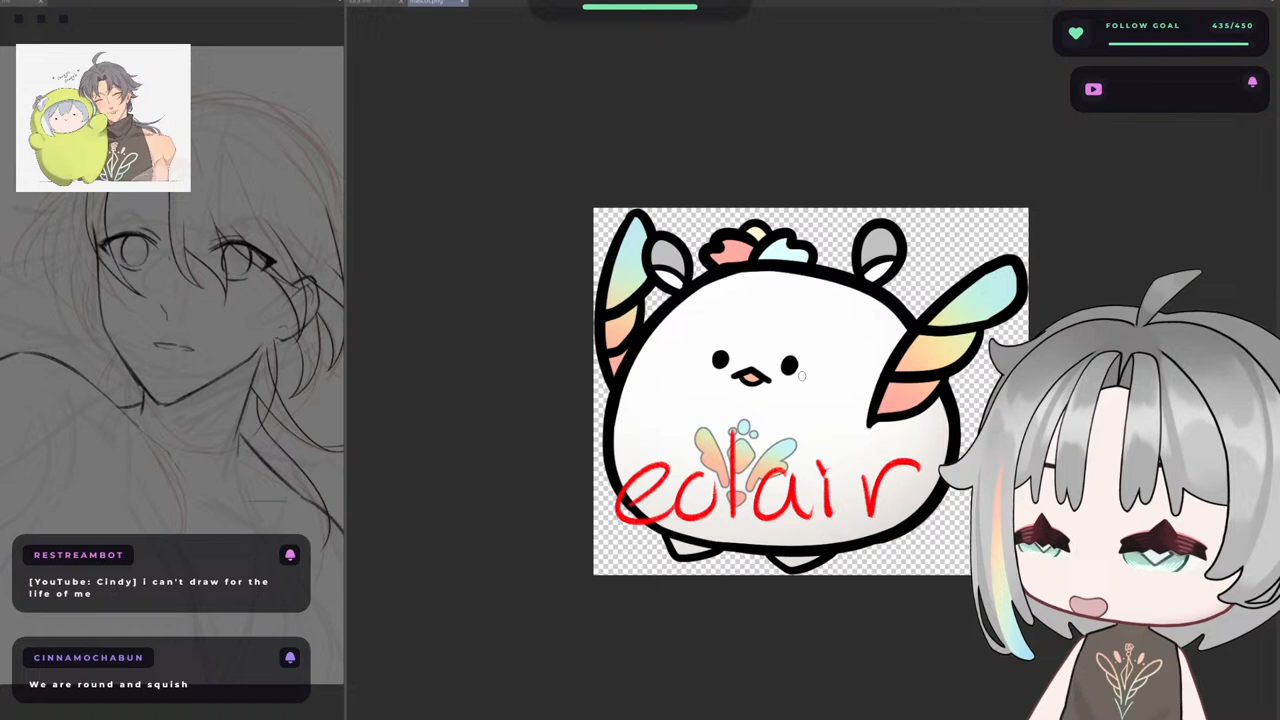 FOLLOW GOAL 435/450
eclair
RESTREAMBOT
[YouTube: Cindy] i can't draw for the
life of me
CINNAMOCHABUN
We are round and squish